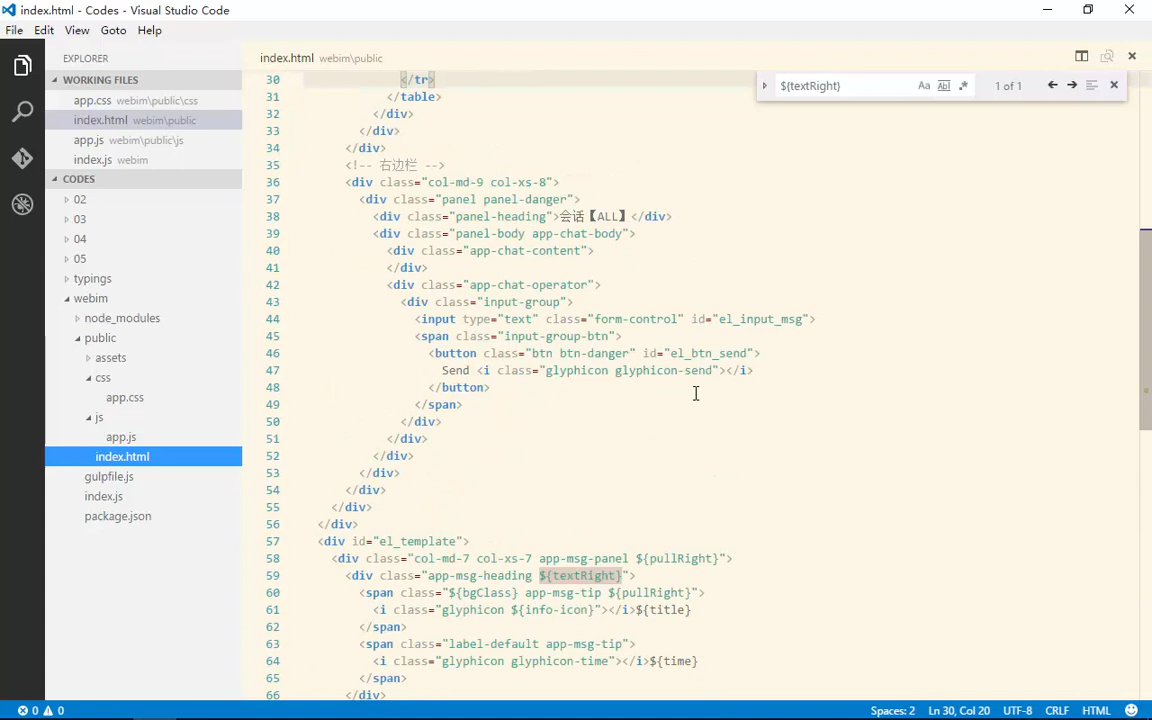 index.html - Codes - Visual Studio Code
File Edit View Goto Help
EXPLORER
WORKING FILES
app.css webim\public\css
index.html webim\public
app.js webim\public\js
index.js webim
CODES
02
03
04
05
typings
webim
node_modules
public
assets
css
app.css
js
app.js
index.html
gulpfile.js
index.js
package.json
index.html webim\public
${textRight} Aa Abl .* 1 of 1
30 </tr>
31 </table>
32 </div>
33 </div>
34 </div>
35 <!-- 右边栏 -->
36 <div class="col-md-9 col-xs-8">
37 <div class="panel panel-danger">
38 <div class="panel-heading">会话【ALL】</div>
39 <div class="panel-body app-chat-body">
40 <div class="app-chat-content">
41 </div>
42 <div class="app-chat-operator">
43 <div class="input-group">
44 <input type="text" class="form-control" id="el_input_msg">
45 <span class="input-group-btn">
46 <button class="btn btn-danger" id="el_btn_send">
47 Send <i class="glyphicon glyphicon-send"></i>
48 </button>
49 </span>
50 </div>
51 </div>
52 </div>
53 </div>
54 </div>
55 </div>
56 </div>
57 <div id="el_template">
58 <div class="col-md-7 col-xs-7 app-msg-panel ${pullRight}">
59 <div class="app-msg-heading ${textRight}">
60 <span class="${bgClass} app-msg-tip ${pullRight}">
61 <i class="glyphicon ${info-icon}"></i>${title}
62 </span>
63 <span class="label-default app-msg-tip">
64 <i class="glyphicon glyphicon-time"></i>${time}
65 </span>
66 </div>
0 0 Spaces: 2 Ln 30, Col 20 UTF-8 CRLF HTML